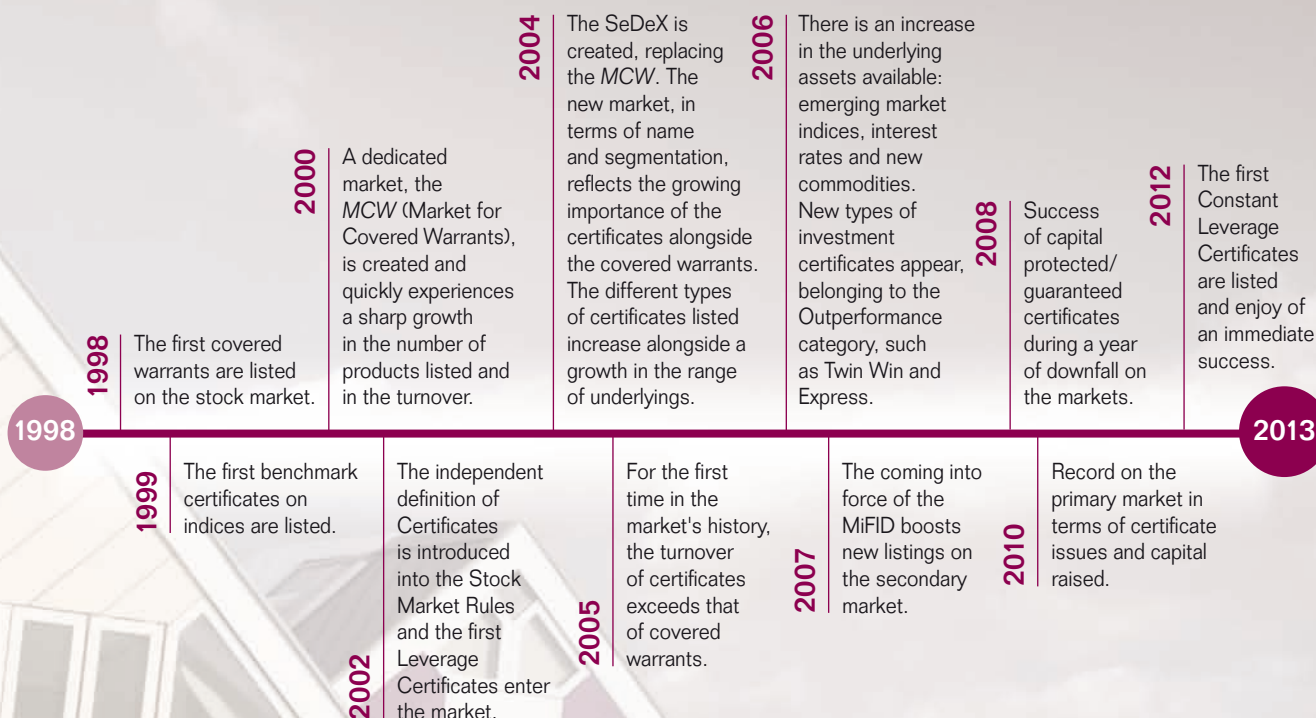 1998
The first covered
warrants are listed
on the stock market.
2000
A dedicated
market, the
MCW (Market for
Covered Warrants),
is created and
quickly experiences
a sharp growth
in the number of
products listed and
in the turnover.
2004
The SeDeX is
created, replacing
the MCW. The
new market, in
terms of name
and segmentation,
reflects the growing
importance of the
certificates alongside
the covered warrants.
The different types
of certificates listed
increase alongside a
growth in the range
of underlyings.
2006
There is an increase
in the underlying
assets available:
emerging market
indices, interest
rates and new
commodities.
New types of
investment
certificates appear,
belonging to the
Outperformance
category, such
as Twin Win and
Express.
2008
Success
of capital
protected/
guaranteed
certificates
during a year
of downfall on
the markets.
2012
The first
Constant
Leverage
Certificates
are listed
and enjoy of
an immediate
success.
1998
2013
1999
The first benchmark
certificates on
indices are listed.
2002
The independent
definition of
Certificates
is introduced
into the Stock
Market Rules
and the first
Leverage
Certificates enter
the market.
2005
For the first
time in the
market's history,
the turnover
of certificates
exceeds that
of covered
warrants.
2007
The coming into
force of the
MiFID boosts
new listings on
the secondary
market.
2010
Record on the
primary market in
terms of certificate
issues and capital
raised.